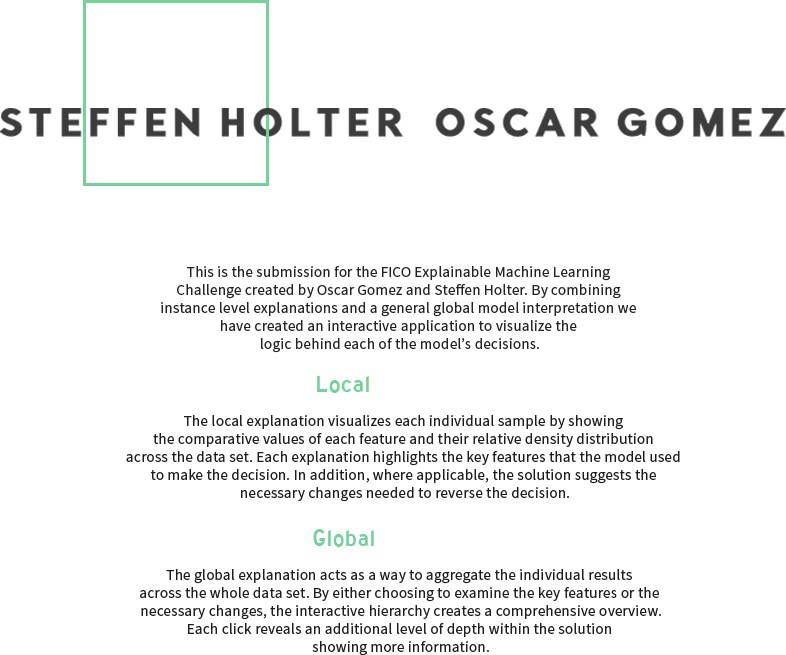 STEFFEN HOLTER OSCAR GOMEZ
This is the submission for the FICO Explainable Machine Learning
Challenge created by Oscar Gomez and Steffen Holter. By combining
instance level explanations and a general global model interpretation we
have created an interactive application to visualize the
logic behind each of the model’s decisions.
Local
The local explanation visualizes each individual sample by showing
the comparative values of each feature and their relative density distribution
across the data set. Each explanation highlights the key features that the model used
to make the decision. In addition, where applicable, the solution suggests the
necessary changes needed to reverse the decision.
Global
The global explanation acts as a way to aggregate the individual results
across the whole data set. By either choosing to examine the key features or the
necessary changes, the interactive hierarchy creates a comprehensive overview.
Each click reveals an additional level of depth within the solution
showing more information.